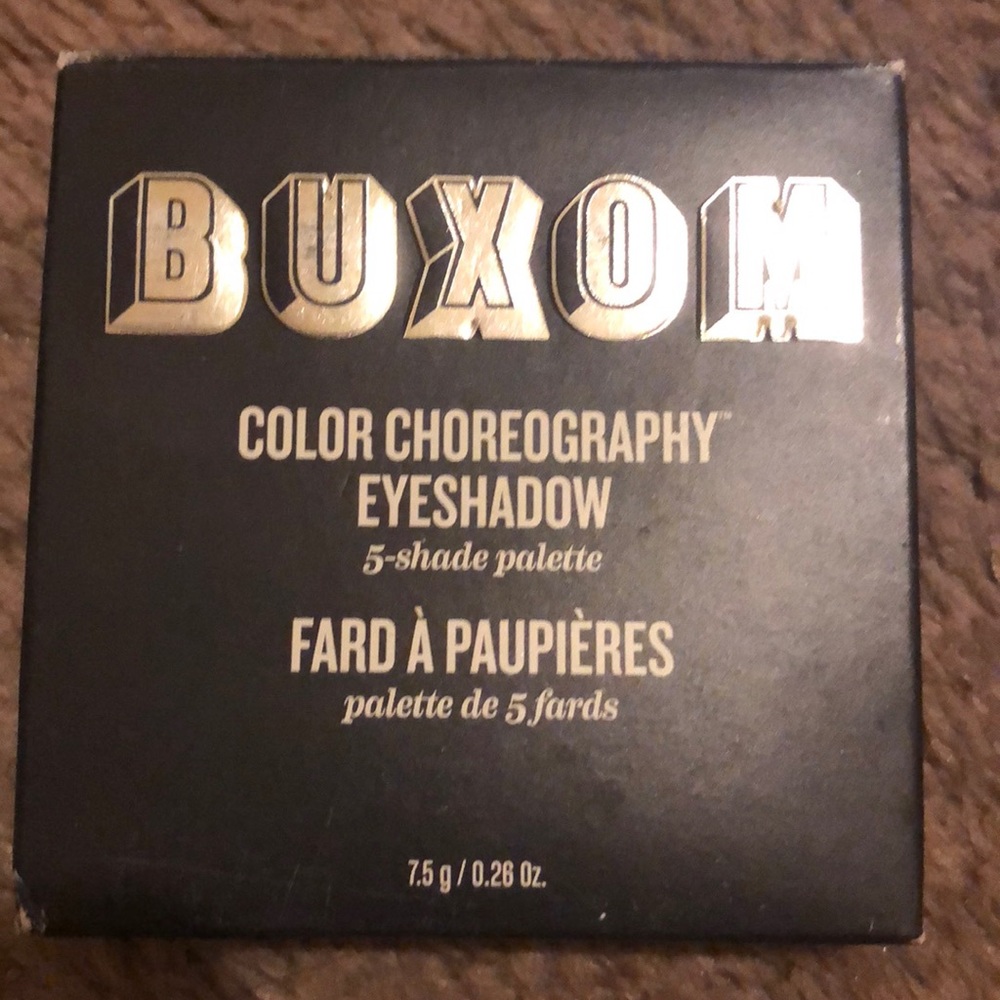 BUXOM
COLOR CHOREOGRAPHY™
EYESHADOW
5-shade palette
FARD À PAUPIÈRES
palette de 5 fards
7.5 g / 0.26 Oz.